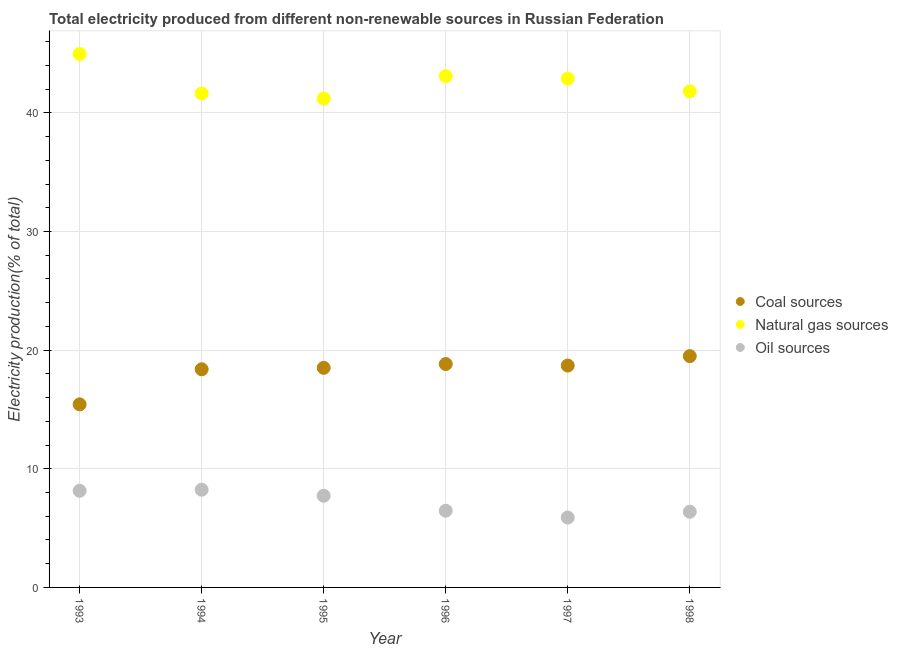 Total electricity produced from different non-renewable sources in Russian Federation
Electricity production(% of total)
40
30
20
10
0
1993
1994
1995
1996
1997
1998
Year
Coal sources
Natural gas sources
Oil sources